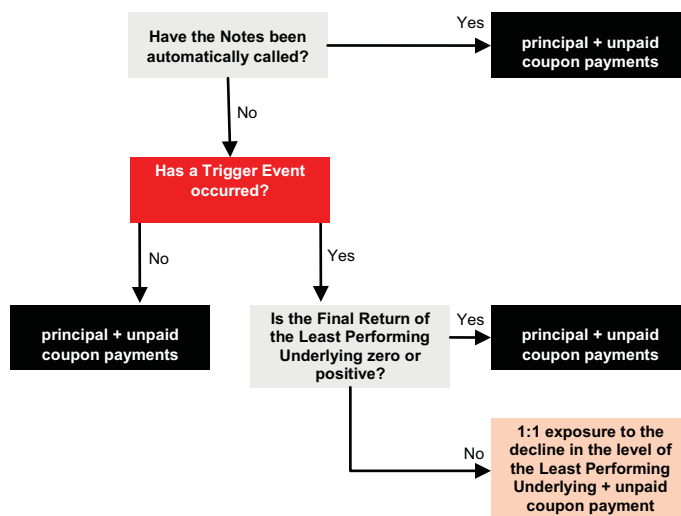 Have the Notes been
automatically called?
Yes
principal + unpaid
coupon payments
No
Has a Trigger Event
occurred?
No
Yes
principal + unpaid
coupon payments
Is the Final Return of
the Least Performing
Underlying zero or
positive?
Yes
principal + unpaid
coupon payments
No
1:1 exposure to the
decline in the level of
the Least Performing
Underlying + unpaid
coupon payment